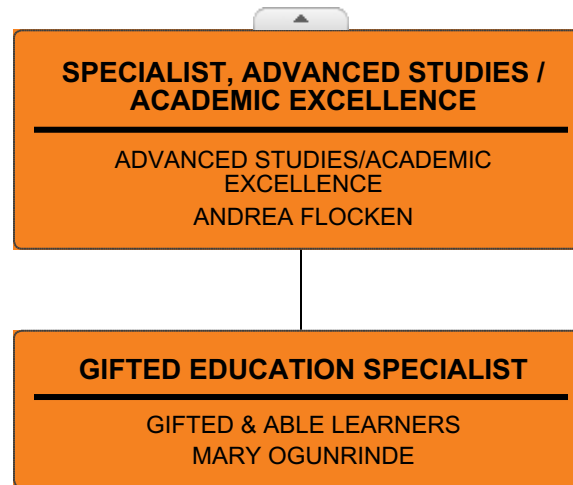 SPECIALIST, ADVANCED STUDIES /
ACADEMIC EXCELLENCE
ADVANCED STUDIES/ACADEMIC
EXCELLENCE
ANDREA FLOCKEN
GIFTED EDUCATION SPECIALIST
GIFTED & ABLE LEARNERS
MARY OGUNRINDE